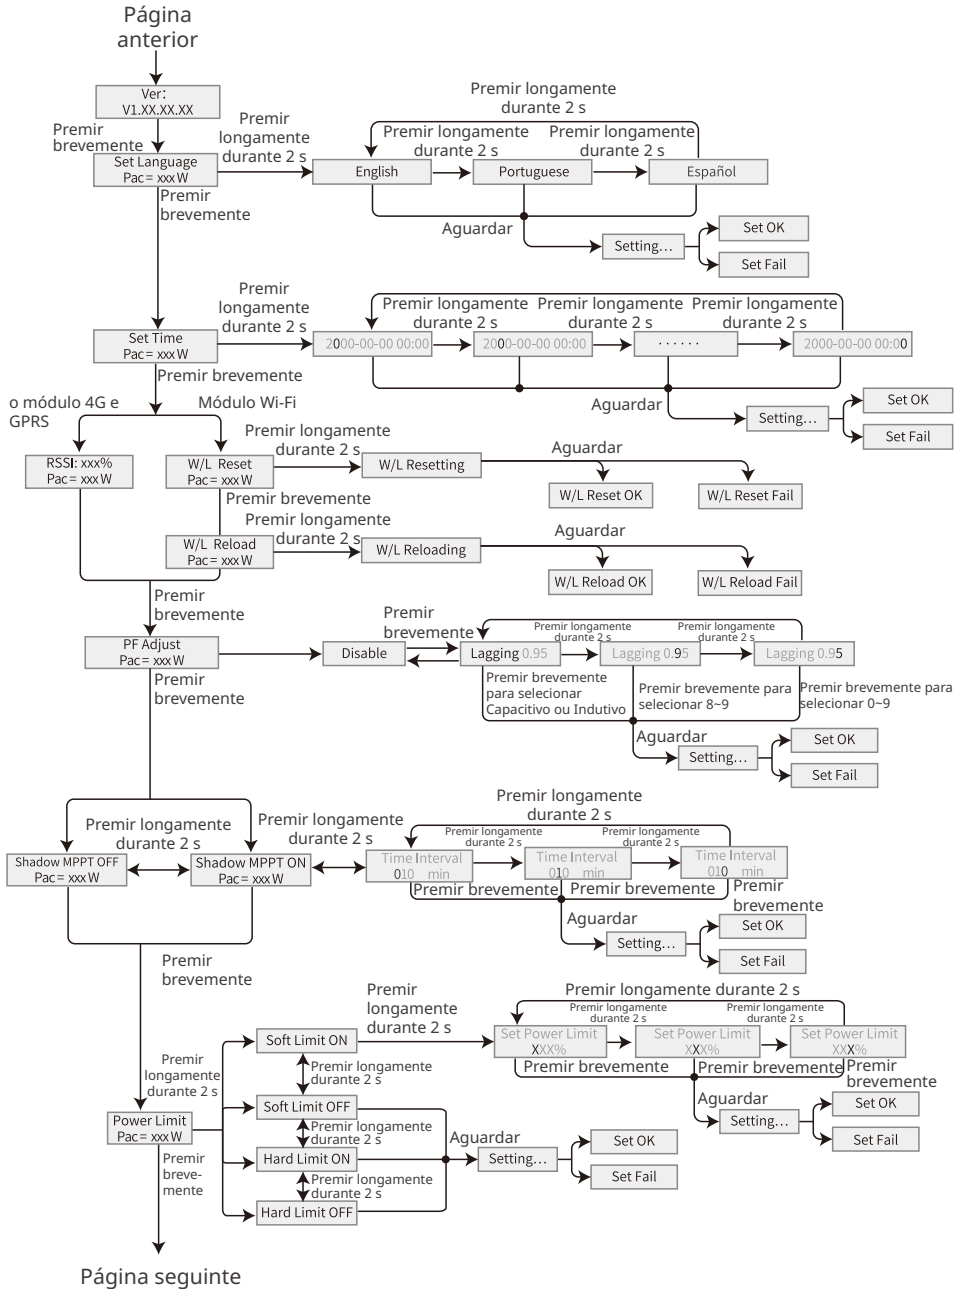 Página
anterior
Ver:
V1.XX.XX.XX
Premir
brevemente
Premir
longamente
durante 2 s
Premir longamente
durante 2 s
Premir longamente
durante 2 s
Premir longamente
durante 2 s
Set Language
Pac= xxx W
English
Portuguese
Español
Premir
brevemente
Aguardar
Setting...
Set OK
Set Fail
Premir
longamente
durante 2 s
Premir longamente
durante 2 s
Premir longamente
durante 2 s
Premir longamente
durante 2 s
Set Time
Pac= xxx W
2000-00-00 00:00
2000-00-00 00:00
......
2000-00-00 00:00
Premir brevemente
Aguardar
Setting...
Set OK
Set Fail
o módulo 4G e
GPRS
Módulo Wi-Fi
RSSI: xxx%
Pac= xxx W
W/L Reset
Pac= xxx W
Premir longamente
durante 2 s
W/L Resetting
Aguardar
W/L Reset OK
W/L Reset Fail
Premir brevemente
Premir longamente
durante 2 s
W/L Reload
Pac= xxx W
W/L Reloading
Aguardar
W/L Reload OK
W/L Reload Fail
Premir
brevemente
PF Adjust
Pac= xxx W
Disable
Premir
brevemente
Premir longamente
durante 2 s
Premir longamente
durante 2 s
Lagging 0.95
Lagging 0.95
Lagging 0.95
Premir
brevemente
Premir brevemente
para selecionar
Capacitivo ou Indutivo
Premir brevemente para
selecionar 8~9
Premir brevemente para
selecionar 0~9
Aguardar
Setting...
Set OK
Set Fail
Premir longamente
durante 2 s
Premir longamente
durante 2 s
Premir longamente
durante 2 s
Premir longamente
durante 2 s
Premir longamente
durante 2 s
Shadow MPPT OFF
Pac= xxx W
Shadow MPPT ON
Pac= xxx W
Time Interval
010 min
Time Interval
010 min
Time Interval
010 min
Premir brevemente
Premir brevemente
Premir
brevemente
Aguardar
Setting...
Set OK
Set Fail
Premir
brevemente
Premir
longamente
durante 2 s
Premir longamente durante 2 s
Premir longamente
durante 2 s
Premir longamente
durante 2 s
Soft Limit ON
Set Power Limit
XXX%
Set Power Limit
XXX%
Set Power Limit
XXX%
Premir brevemente
Premir brevemente
Premir
brevemente
Premir
longamente
durante 2 s
Premir longamente
durante 2 s
Aguardar
Setting...
Set OK
Set Fail
Soft Limit OFF
Power Limit
Pac= xxx W
Premir longamente
durante 2 s
Hard Limit ON
Aguardar
Setting...
Set OK
Set Fail
Premir
breve-
mente
Premir longamente
durante 2 s
Hard Limit OFF
Página seguinte